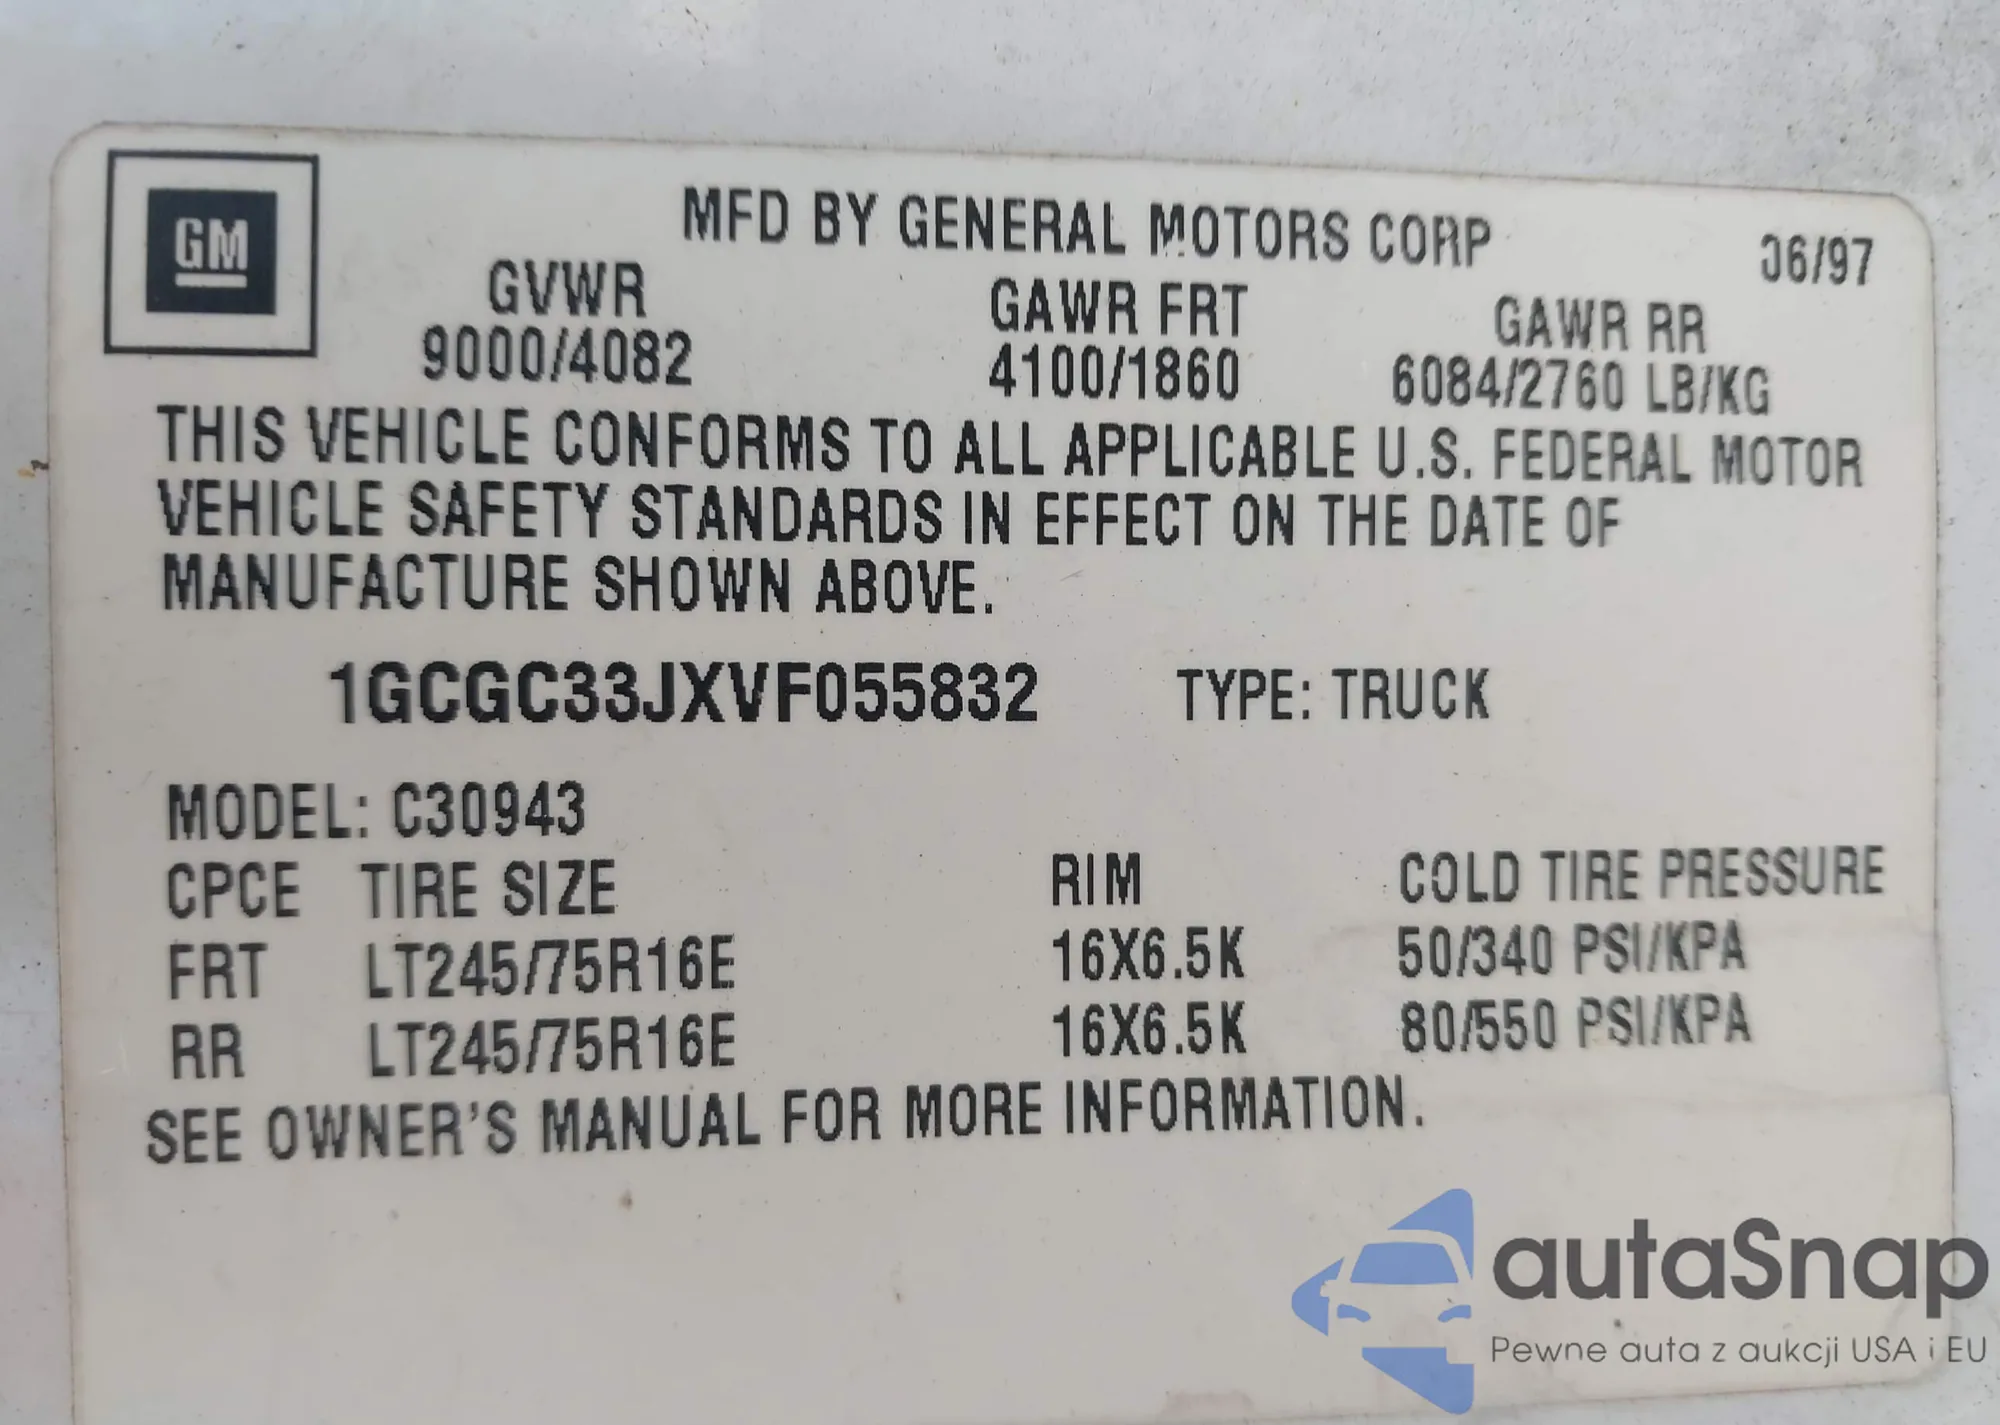 GM
MFD BY GENERAL MOTORS CORP 06/97
GVWR GAWR FRT GAWR RR
9000/4082 4100/1860 6084/2760 LB/KG
THIS VEHICLE CONFORMS TO ALL APPLICABLE U.S. FEDERAL MOTOR
VEHICLE SAFETY STANDARDS IN EFFECT ON THE DATE OF
MANUFACTURE SHOWN ABOVE.
1GCGC33JXVF055832 TYPE: TRUCK
MODEL: C30943
CPCE TIRE SIZE RIM COLD TIRE PRESSURE
FRT LT245/75R16E 16X6.5K 50/340 PSI/KPA
RR LT245/75R16E 16X6.5K 80/550 PSI/KPA
SEE OWNER'S MANUAL FOR MORE INFORMATION.
autaSnap
Pewne auta z aukcji USA i EU